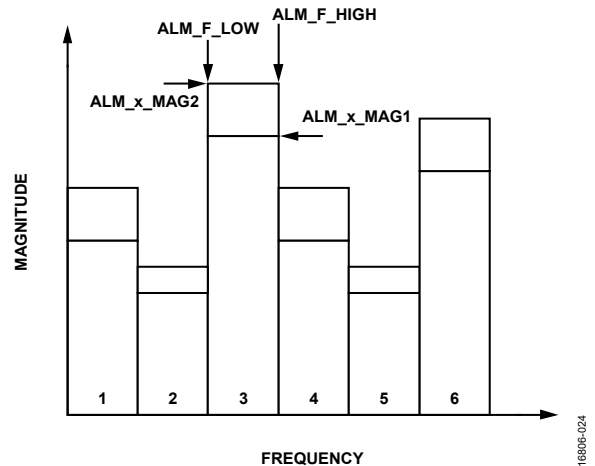 ALM_F_HIGH
ALM_F_LOW
ALM_x_MAG2
ALM_x_MAG1
MAGNITUDE
1 2 3 4 5 6
FREQUENCY
16806-024